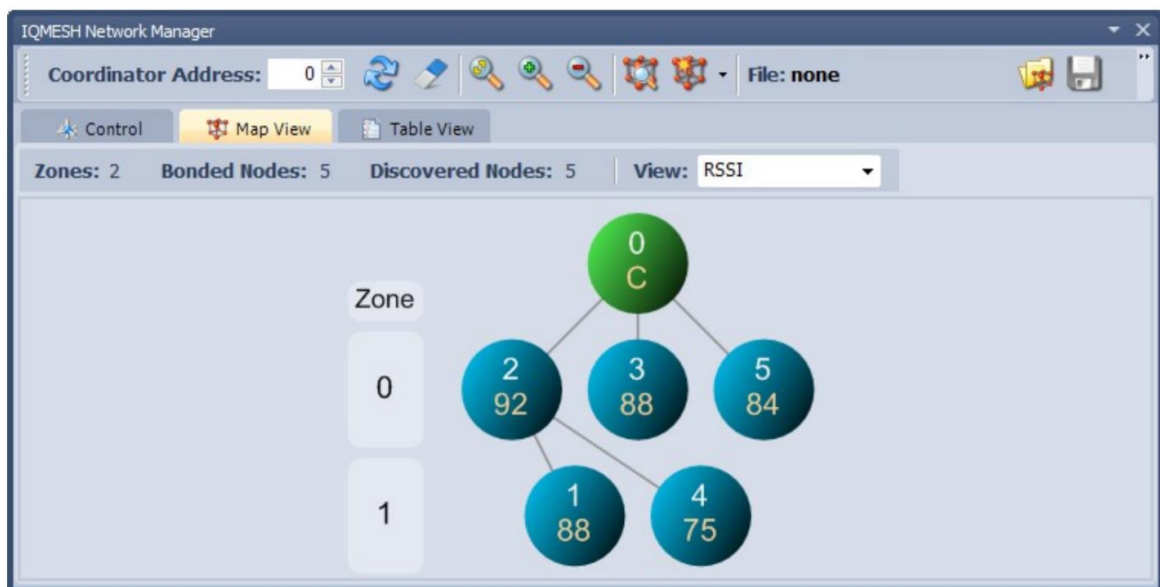 IQMESH Network Manager
Coordinator Address: 0 File: none
Control Map View Table View
Zones: 2 Bonded Nodes: 5 Discovered Nodes: 5 View: RSSI
0
C
Zone
0
2
92
3
88
5
84
1
1
88
4
75